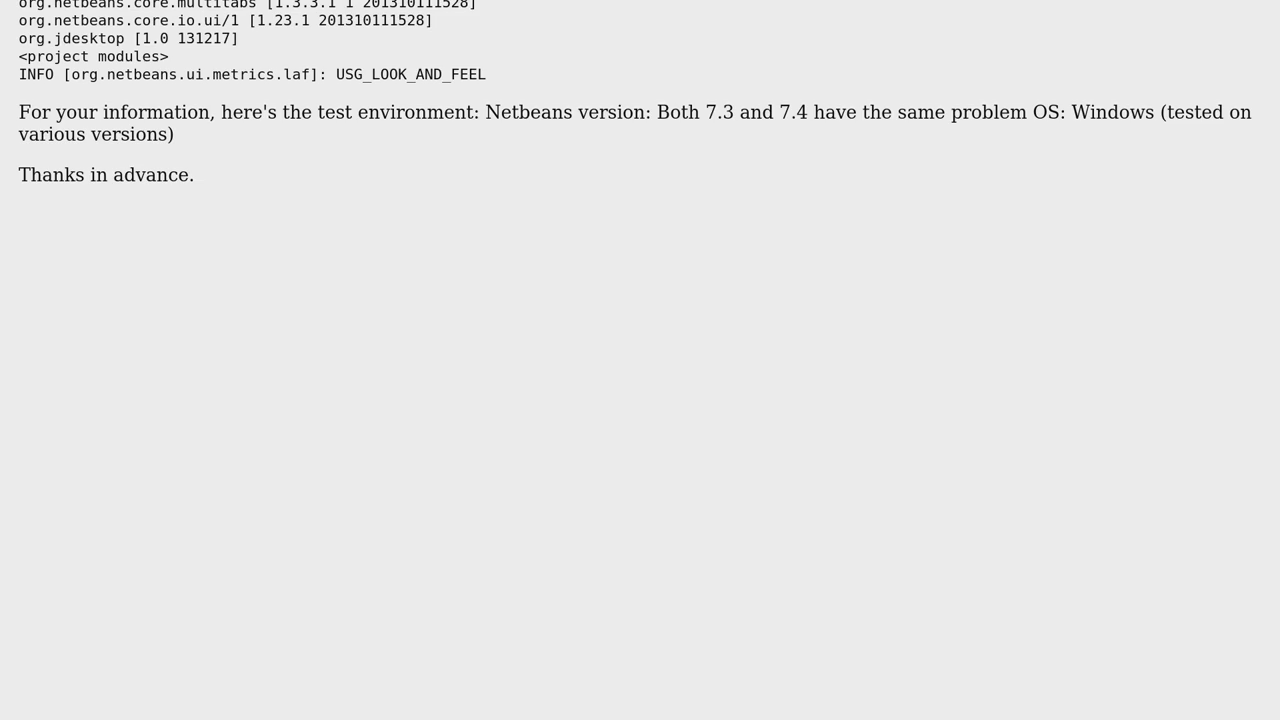 org.netbeans.core.multitabs [1.3.3.1 1 201310111528]
org.netbeans.core.io.ui/1 [1.23.1 201310111528]
org.jdesktop [1.0 131217]
<project modules>
INFO [org.netbeans.ui.metrics.laf]: USG_LOOK_AND_FEEL
For your information, here's the test environment: Netbeans version: Both 7.3 and 7.4 have the same problem OS: Windows (tested on
various versions)
Thanks in advance.